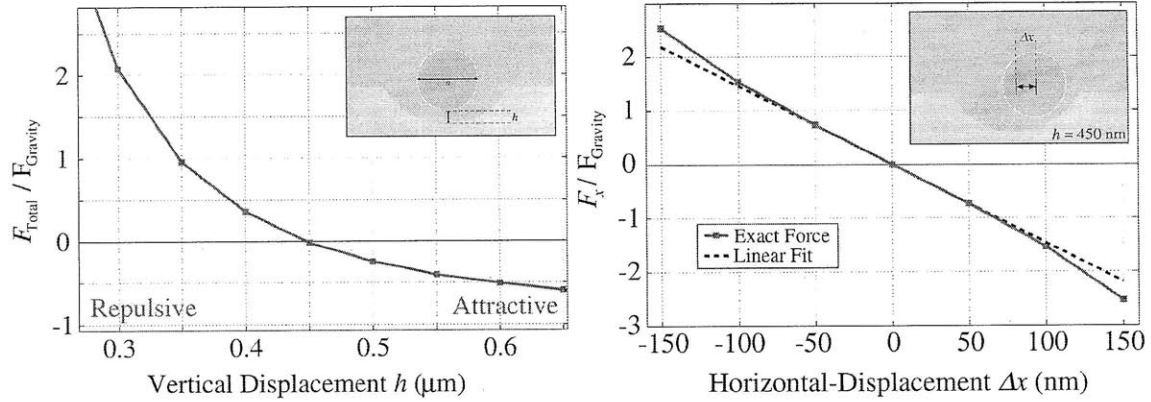 F_Total / F_Gravity
2
1
0
-1
Repulsive
Attractive
h
0.3 0.4 0.5 0.6
Vertical Displacement h (μm)
F_x / F_Gravity
2
1
0
-1
-2
-3
Δx
h = 450 nm
Exact Force
Linear Fit
-150 -100 -50 0 50 100 150
Horizontal-Displacement Δx (nm)